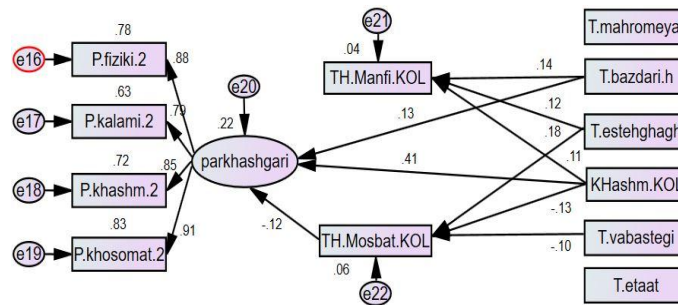 .78
e16
P.fiziki.2
.88
.63
e17
P.kalami.2
.79
.72
e18
P.khashm.2
.85
.83
e19
P.khosomat.2
.91
e20
.22
parkhashgari
e21
.04
TH.Manfi.KOL
.14
.12
.13
.18
.11
.41
-.13
-.12
-.10
TH.Mosbat.KOL
.06
e22
T.mahromeya
T.bazdari.h
T.estehghagh
KHashm.KOL
T.vabastegi
T.etaat